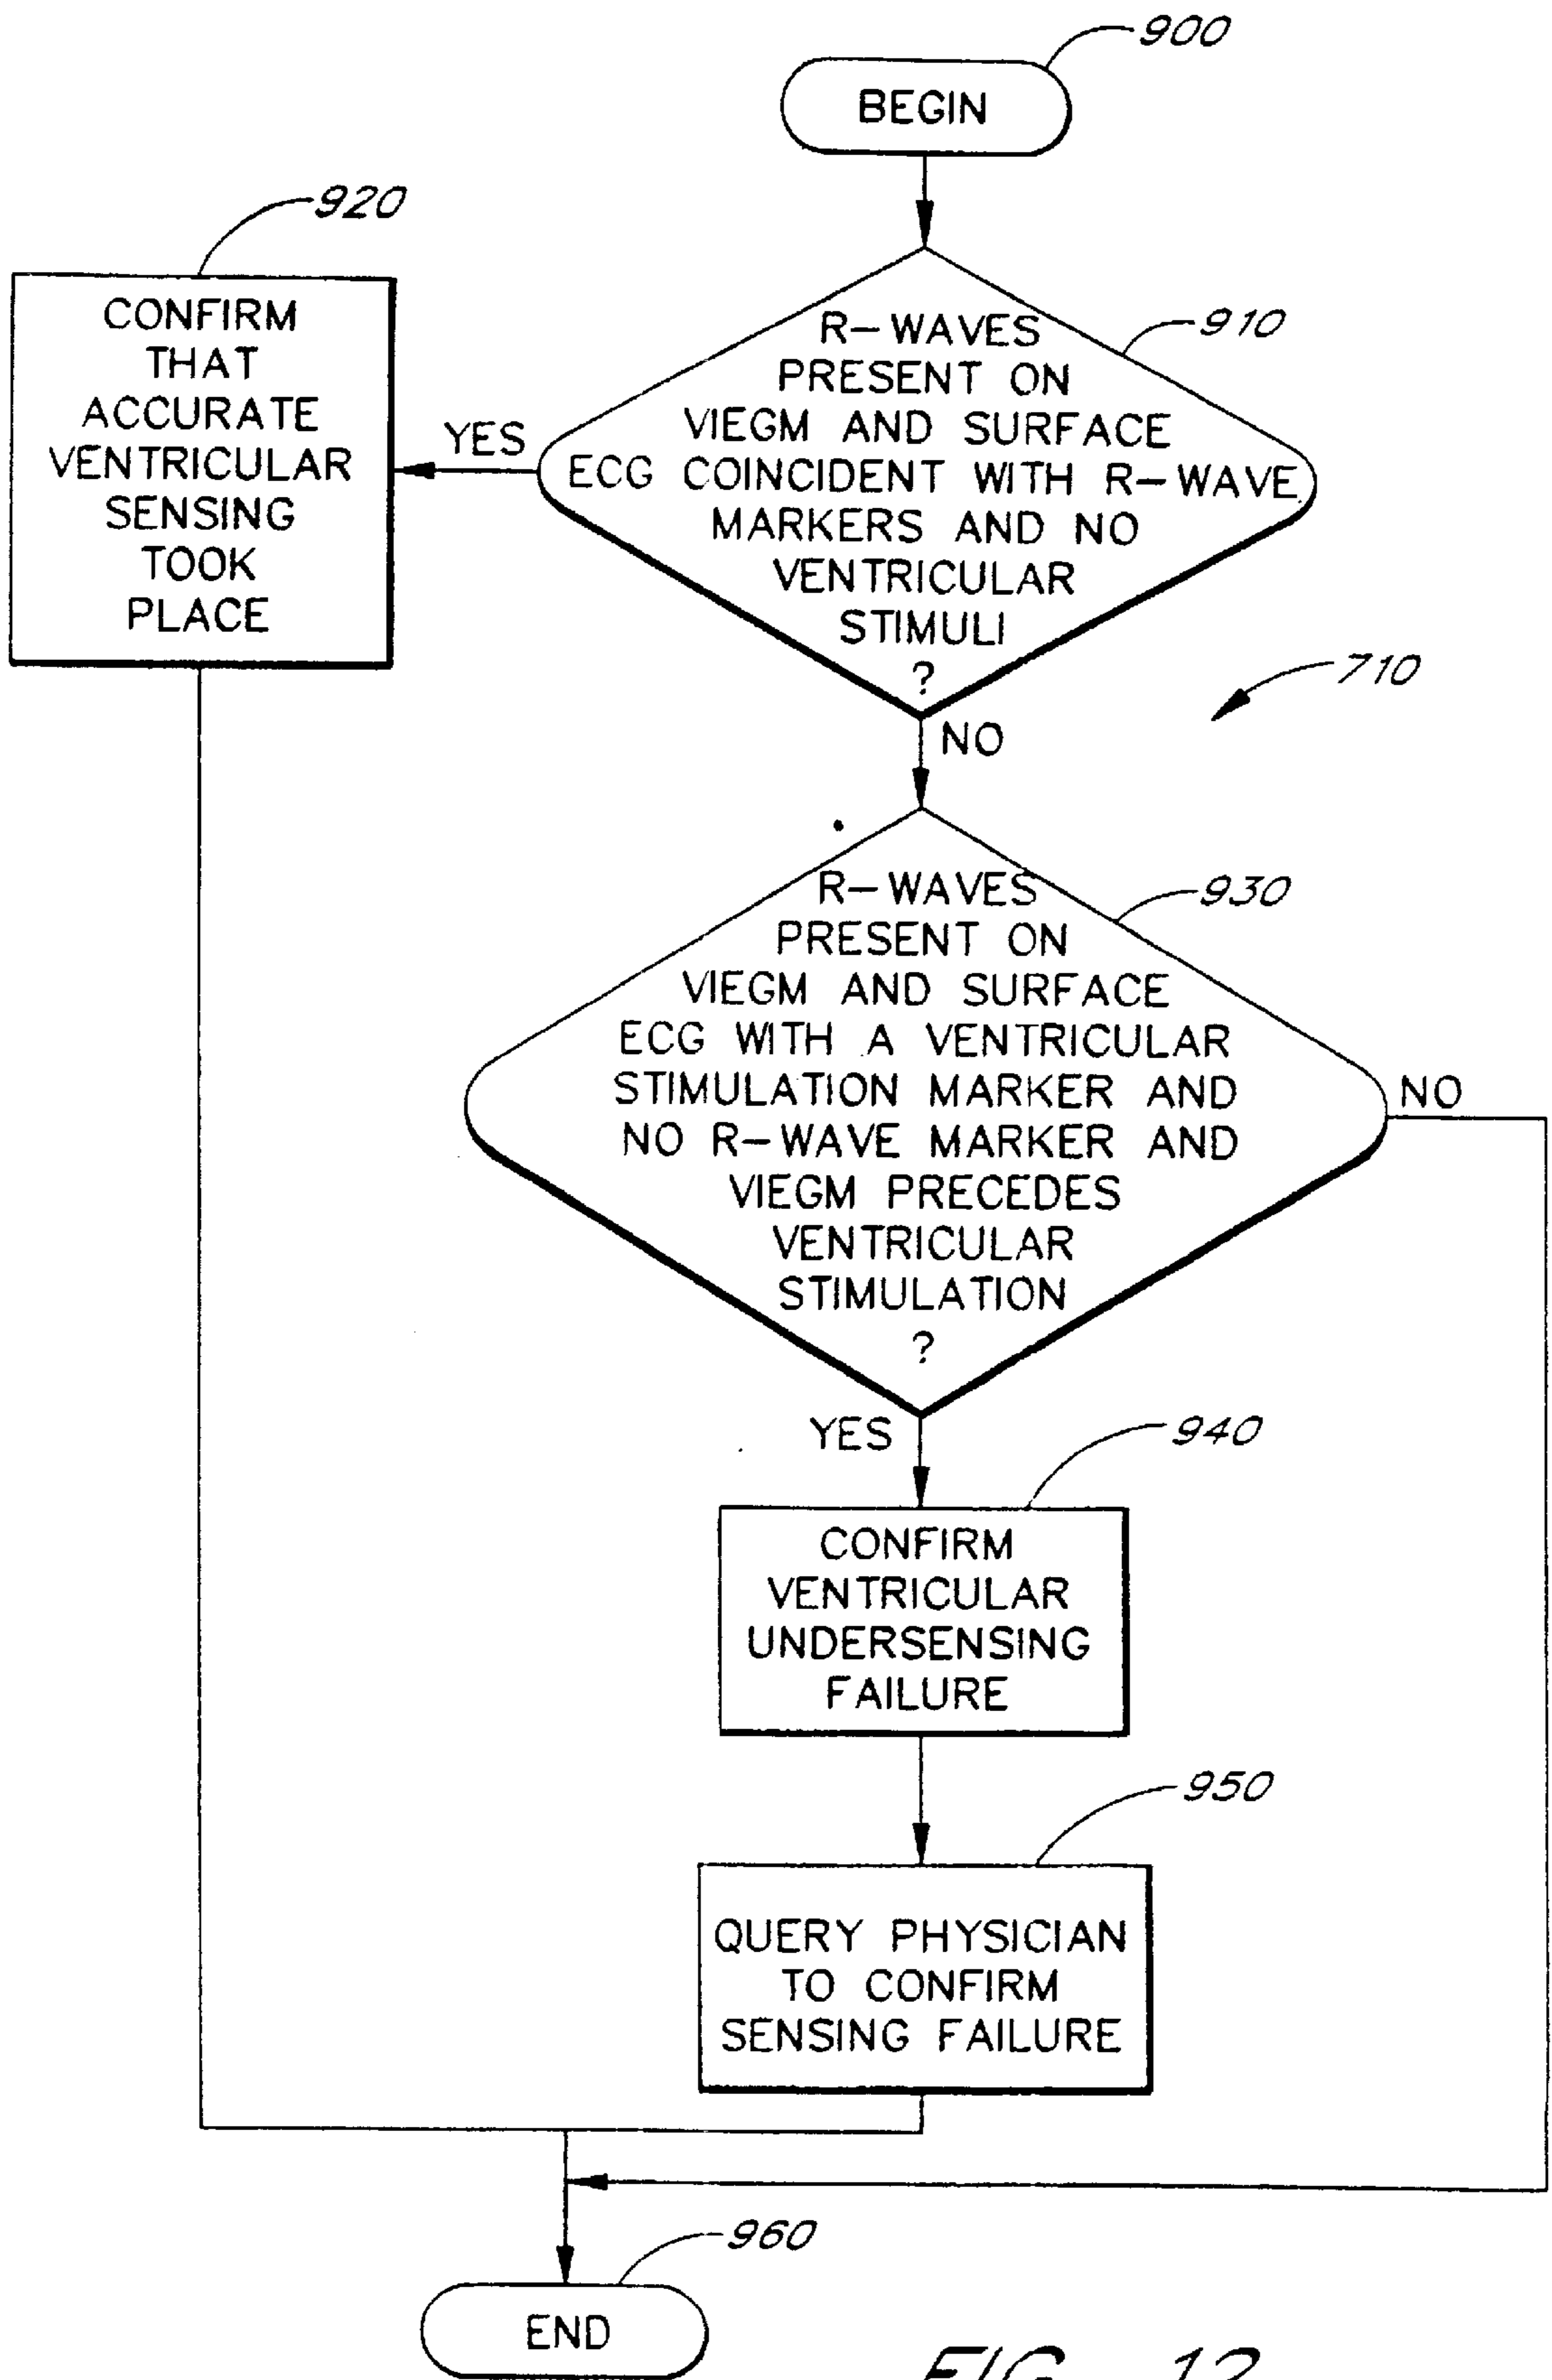 900
BEGIN
920
CONFIRM
THAT
ACCURATE
VENTRICULAR
SENSING
TOOK
PLACE
YES
910
R-WAVES
PRESENT ON
VIEGM AND SURFACE
ECG COINCIDENT WITH R-WAVE
MARKERS AND NO
VENTRICULAR
STIMULI
?
710
NO
930
R-WAVES
PRESENT ON
VIEGM AND SURFACE
ECG WITH A VENTRICULAR
STIMULATION MARKER AND
NO R-WAVE MARKER AND
VIEGM PRECEDES
VENTRICULAR
STIMULATION
?
NO
YES
940
CONFIRM
VENTRICULAR
UNDERSENSING
FAILURE
950
QUERY PHYSICIAN
TO CONFIRM
SENSING FAILURE
960
END
FIG. 12